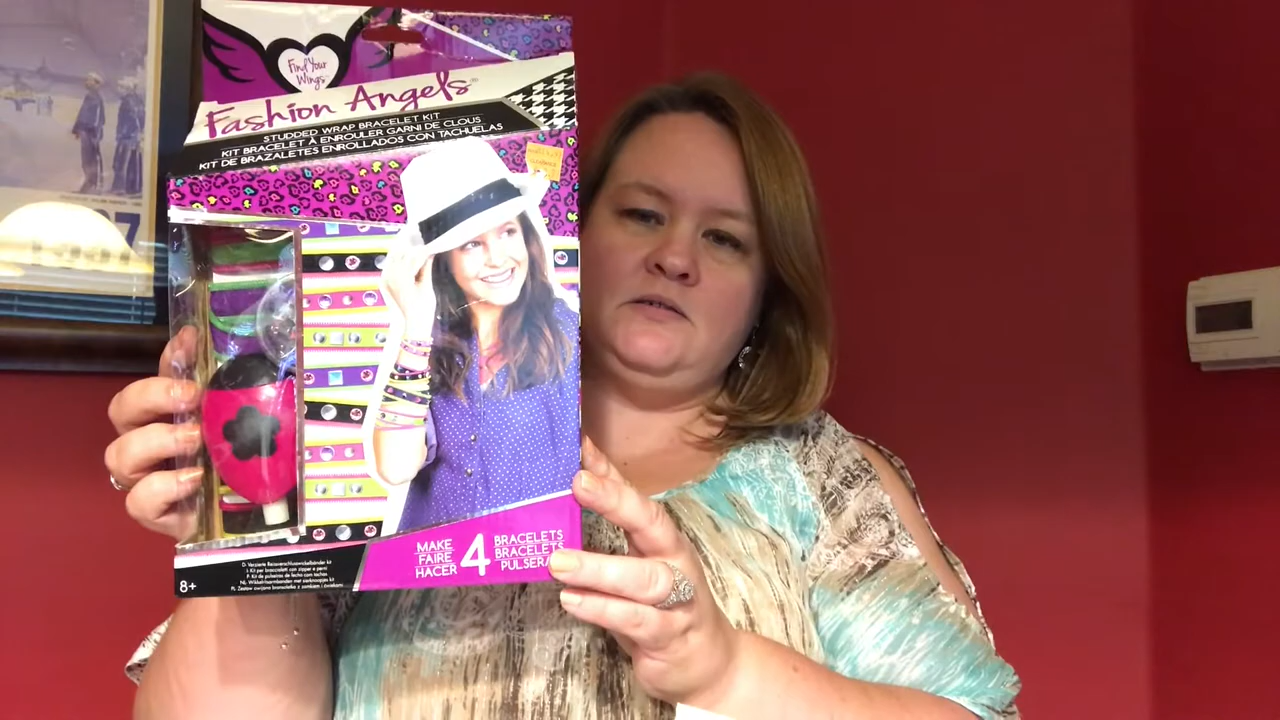 Find Your
Wings
Fashion Angels
STUDDED WRAP BRACELET KIT
KIT BRACELET À ENROULER GARNI DE CLOUS
KIT DE BRAZALETES ENROLLADOS CON TACHUELAS
MAKE
FAIRE
HACER
4
BRACELETS
BRACELETS
PULSERA
8+